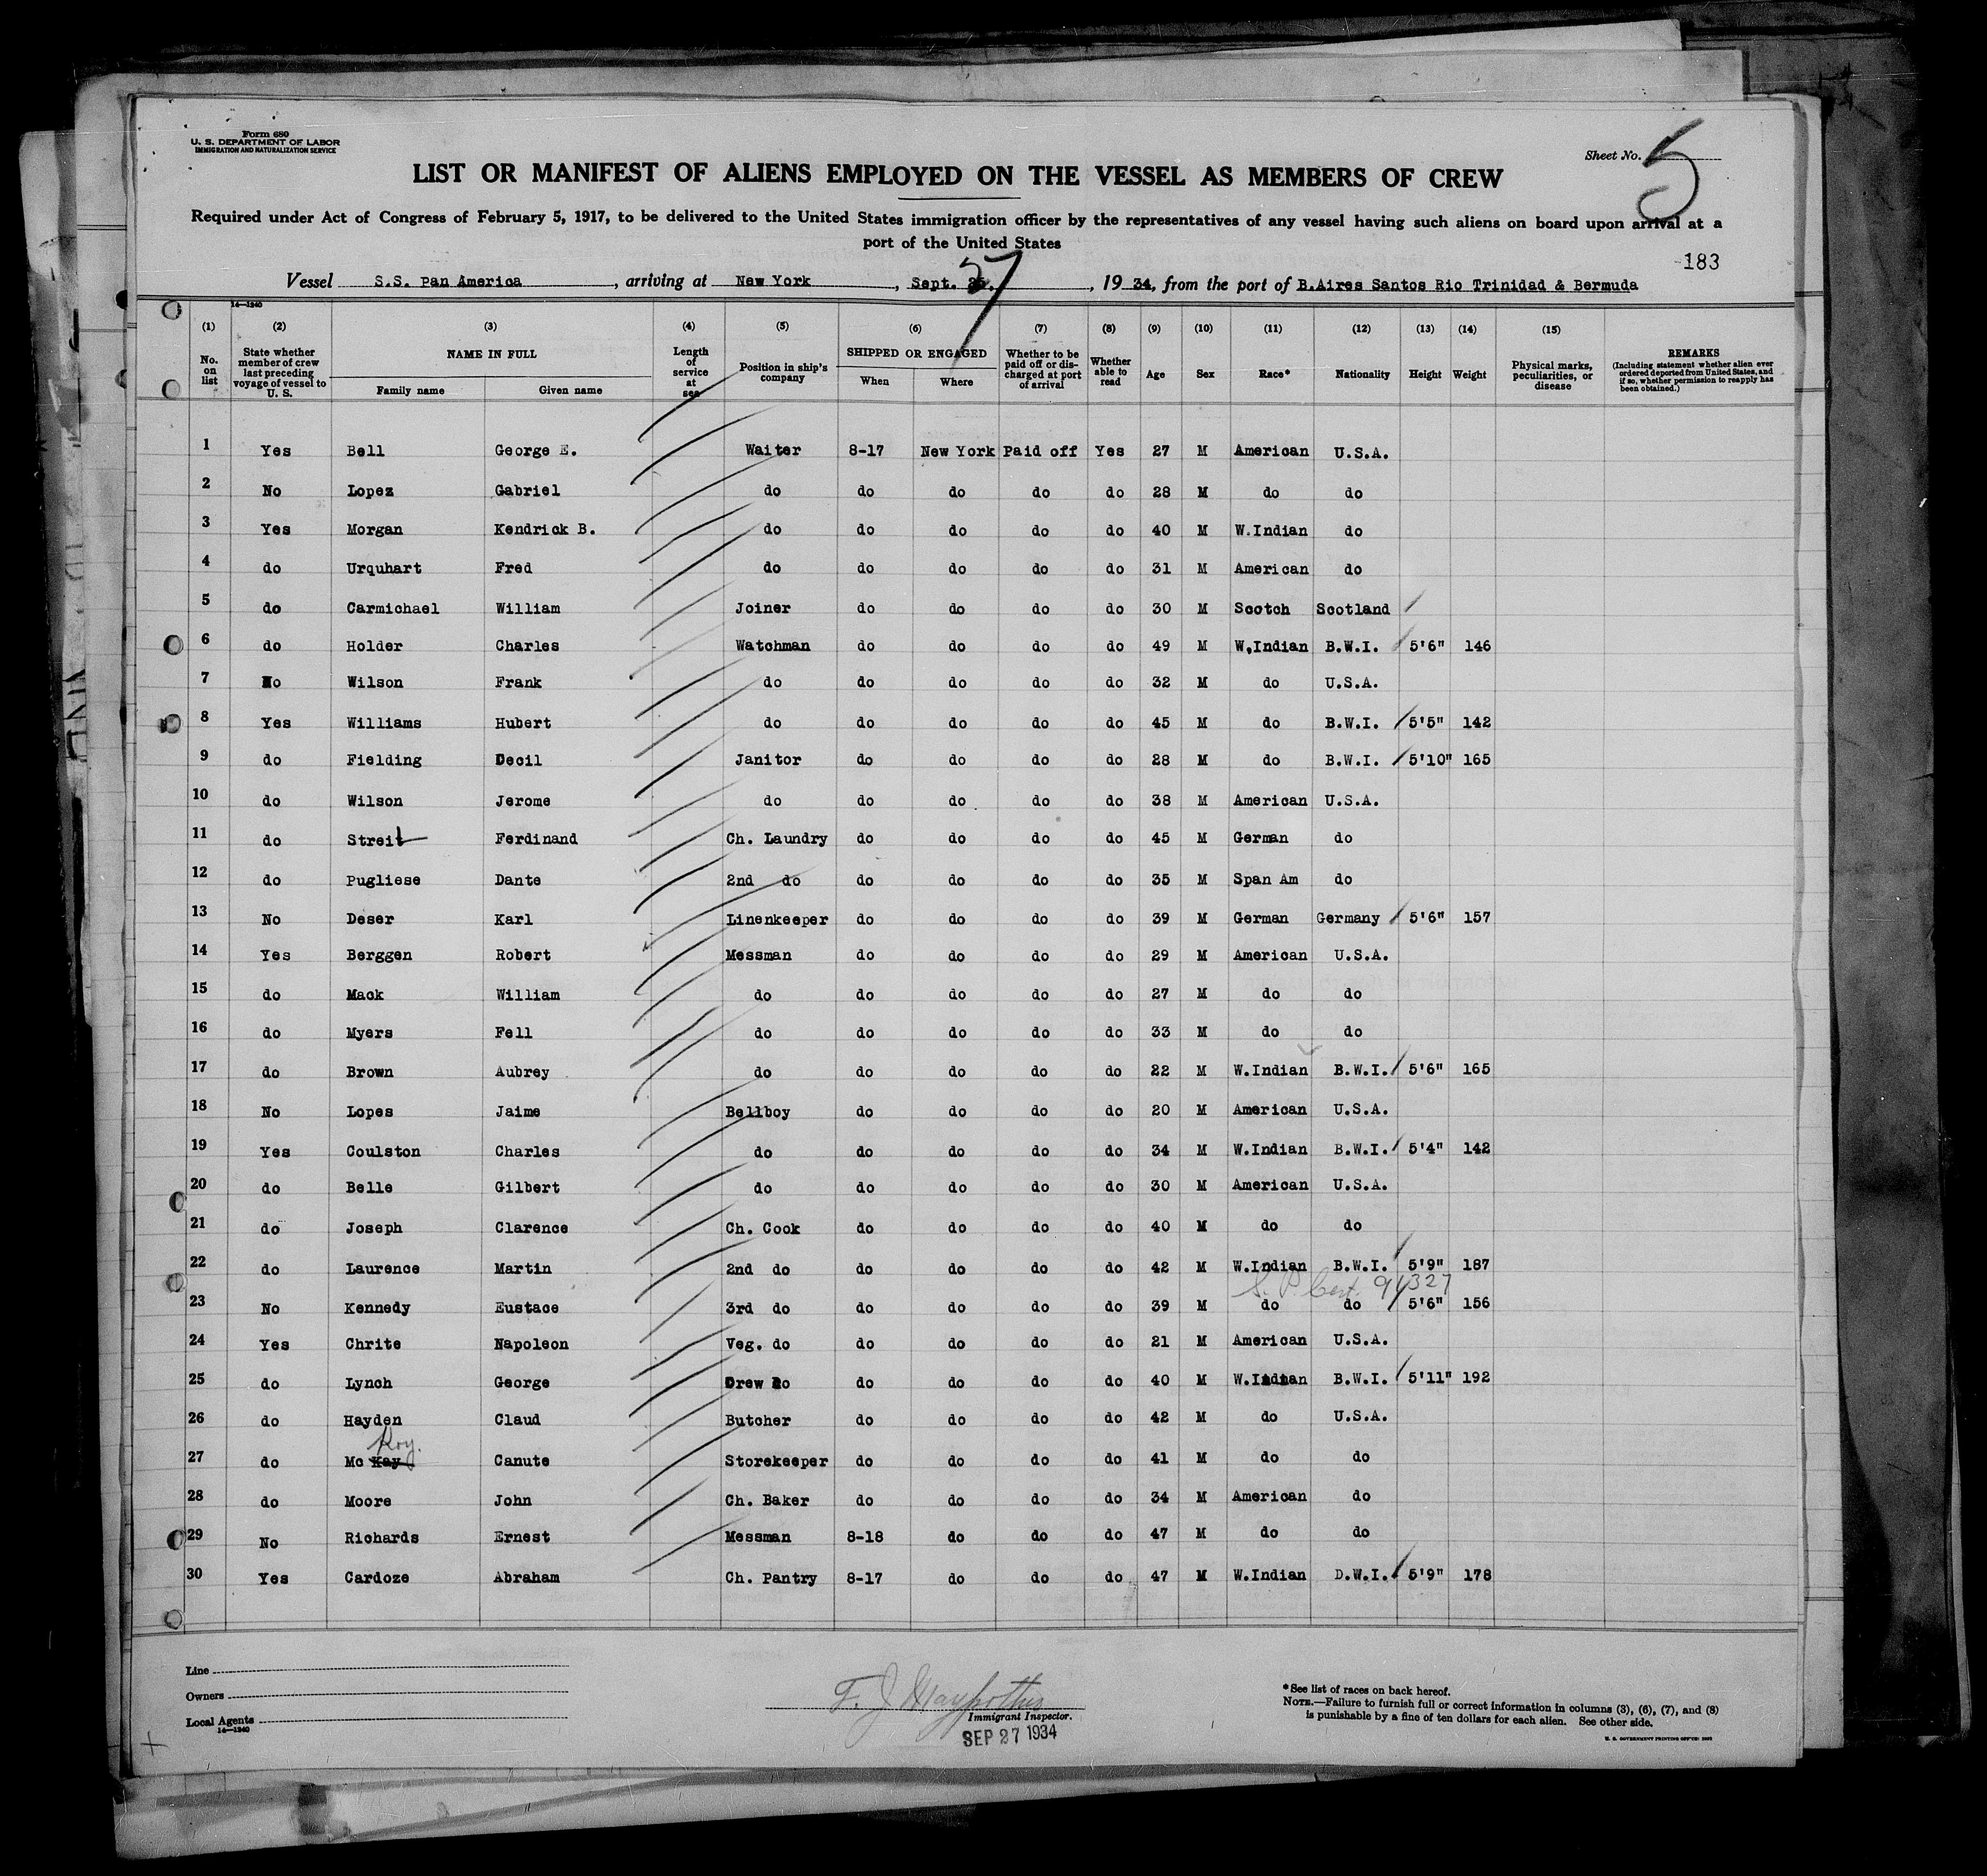 Form 680
U. S. DEPARTMENT OF LABOR
IMMIGRATION AND NATURALIZATION SERVICE
Sheet No. 5
LIST OR MANIFEST OF ALIENS EMPLOYED ON THE VESSEL AS MEMBERS OF CREW
Required under Act of Congress of February 5, 1917, to be delivered to the United States immigration officer by the representatives of any vessel having such aliens on board upon arrival at a
port of the United States
183
Vessel S.S. Pan America, arriving at New York, Sept. 27, 19 34, from the port of B.Aires Santos Rio Trinidad & Bermuda
14—1240
(1) (2) (3) (4) (5) (6) (7) (8) (9) (10) (11) (12) (13) (14) (15)
No. on list | State whether member of crew last preceding voyage of vessel to U. S. | NAME IN FULL Family name Given name | Length of service at sea | Position in ship's company | SHIPPED OR ENGAGED When Where | Whether to be paid off or discharged at port of arrival | Whether able to read | Age | Sex | Race* | Nationality | Height | Weight | Physical marks, peculiarities, or disease | REMARKS (Including statement whether alien ever ordered deported from United States, and if so, whether permission to reapply has been obtained.)
1 Yes Bell George E. Waiter 8-17 New York Paid off Yes 27 M American U.S.A.
2 No Lopez Gabriel do do do do do 28 M do do
3 Yes Morgan Kendrick B. do do do do do 40 M W.Indian do
4 do Urquhart Fred do do do do do 31 M American do
5 do Carmichael William Joiner do do do do 30 M Scotch Scotland
6 do Holder Charles Watchman do do do do 49 M W.Indian B.W.I. 5'6" 146
7 No Wilson Frank do do do do do 32 M do U.S.A.
8 Yes Williams Hubert do do do do do 45 M do B.W.I. 5'5" 142
9 do Fielding Decil Janitor do do do do 28 M do B.W.I. 5'10" 165
10 do Wilson Jerome do do do do do 38 M American U.S.A.
11 do Streit Ferdinand Ch. Laundry do do do do 45 M German do
12 do Pugliese Dante 2nd do do do do do 35 M Span Am do
13 No Deser Karl Linenkeeper do do do do 39 M German Germany 5'6" 157
14 Yes Berggen Robert Messman do do do do 29 M American U.S.A.
15 do Mack William do do do do do 27 M do do
16 do Myers Fell do do do do do 33 M do do
17 do Brown Aubrey do do do do do 22 M W.Indian B.W.I. 5'6" 165
18 No Lopes Jaime Bellboy do do do do 20 M American U.S.A.
19 Yes Coulston Charles do do do do do 34 M W.Indian B.W.I. 5'4" 142
20 do Belle Gilbert do do do do do 30 M American U.S.A.
21 do Joseph Clarence Ch. Cook do do do do 40 M do do
22 do Laurence Martin 2nd do do do do do 42 M W.Indian B.W.I. 5'9" 187
S. P. Cert. 91327
23 No Kennedy Eustace 3rd do do do do do 39 M do do 5'6" 156
24 Yes Chrite Napoleon Veg. do do do do do 21 M American U.S.A.
25 do Lynch George Crew do do do do do 40 M W.Indian B.W.I. 5'11" 192
26 do Hayden Claud Butcher do do do do 42 M do U.S.A.
Koy.
27 do Mc Kay Canute Storekeeper do do do do 41 M do do
28 do Moore John Ch. Baker do do do do 34 M American do
29 No Richards Ernest Messman 8-18 do do do 47 M do do
30 Yes Cardoze Abraham Ch. Pantry 8-17 do do do 47 M W.Indian D.W.I. 5'9" 178
Line
Owners
Local Agents
14—1240
F. J.
Immigrant Inspector.
SEP 27 1934
*See list of races on back hereof.
NOTE.—Failure to furnish full or correct information in columns (3), (6), (7), and (8)
is punishable by a fine of ten dollars for each alien. See other side.
U. S. GOVERNMENT PRINTING OFFICE: